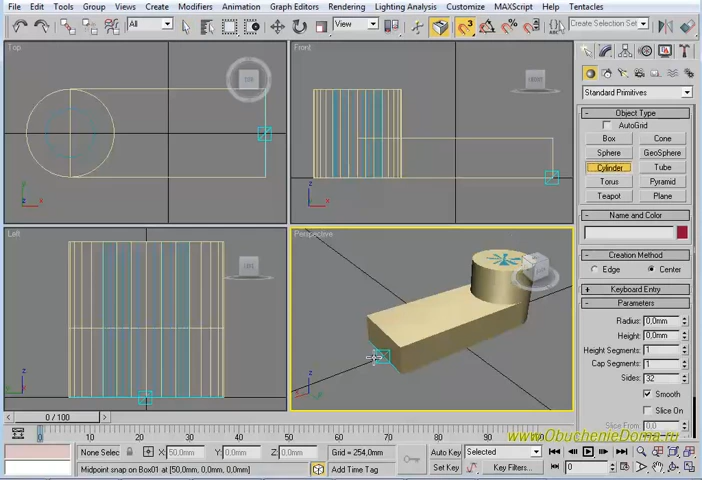 File Edit Tools Group Views Create Modifiers Animation Graph Editors Rendering Lighting Analysis Customize MAXScript Help Tentacles
All View 3 Create Selection Set
Top
Front
Left
Perspective
Standard Primitives
Object Type
AutoGrid
Box Cone
Sphere GeoSphere
Cylinder Tube
Torus Pyramid
Teapot Plane
Name and Color
Creation Method
Edge Center
Keyboard Entry
Parameters
Radius: 0,0mm
Height: 0,0mm
Height Segments: 1
Cap Segments: 1
Sides: 32
Smooth
Slice On
Slice From: 0,0
0 / 100
0 10 20 30 40 50 60 70 80 90
www.ObuchenieDoma.ru
None Selec X: 50,0mm Y: 0,0mm Z: 0,0mm Grid = 254,0mm Auto Key Selected
Midpoint snap on Box01 at [50,0mm, 0,0mm, 0,0mm] Add Time Tag Set Key Key Filters... 0